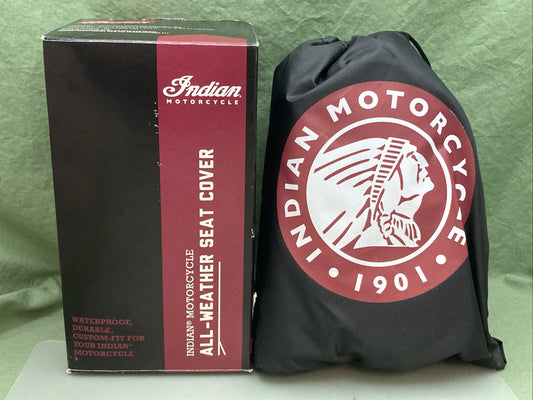 Indian
MOTORCYCLE
INDIAN® MOTORCYCLE
ALL-WEATHER SEAT COVER
WATERPROOF,
DURABLE,
CUSTOM-FIT FOR
YOUR INDIAN®
MOTORCYCLE
INDIAN MOTORCYCLE
• 1901 •